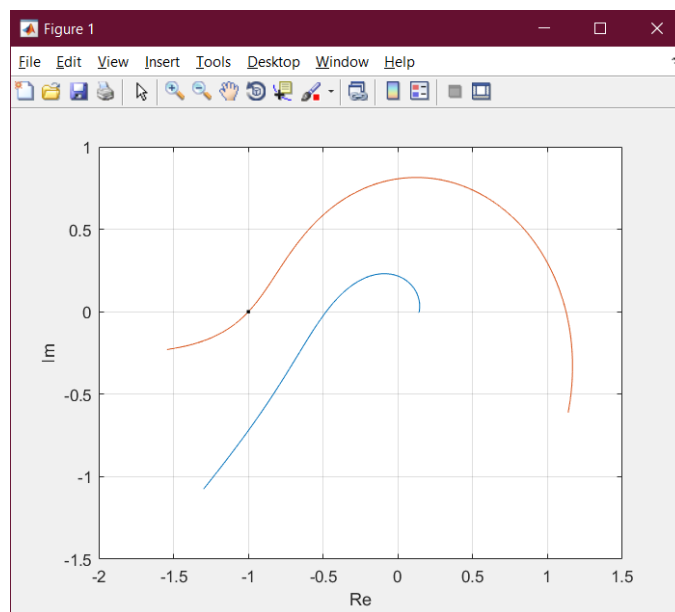 Figure 1
File Edit View Insert Tools Desktop Window Help
1
0.5
0
-0.5
-1
-1.5
Im
-2 -1.5 -1 -0.5 0 0.5 1 1.5
Re